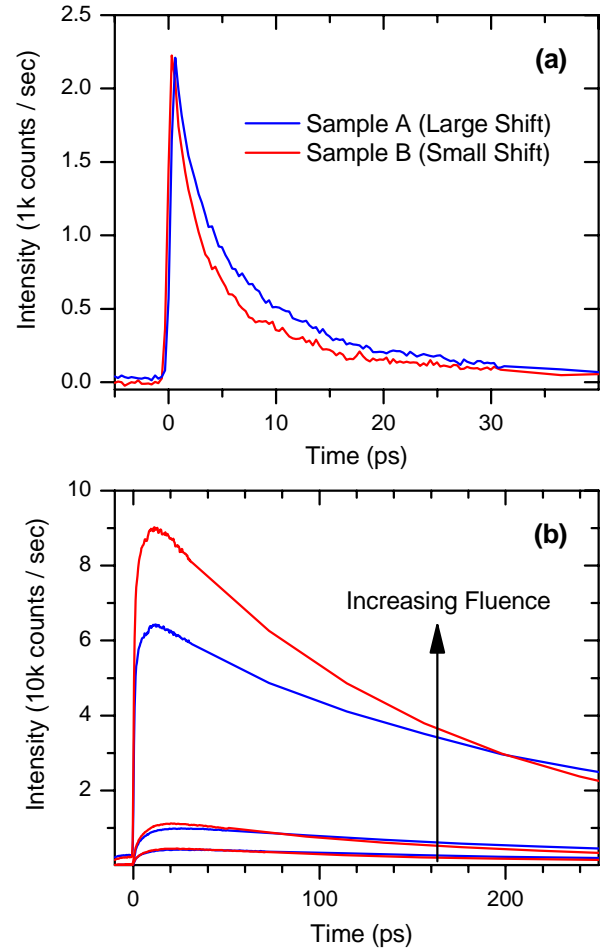 2.5
(a)
2.0
Sample A (Large Shift)
Sample B (Small Shift)
1.5
1.0
0.5
0.0
Intensity (1k counts / sec)
0 10 20 30
Time (ps)
10
(b)
8
Increasing Fluence
6
4
2
Intensity (10k counts / sec)
0 100 200
Time (ps)